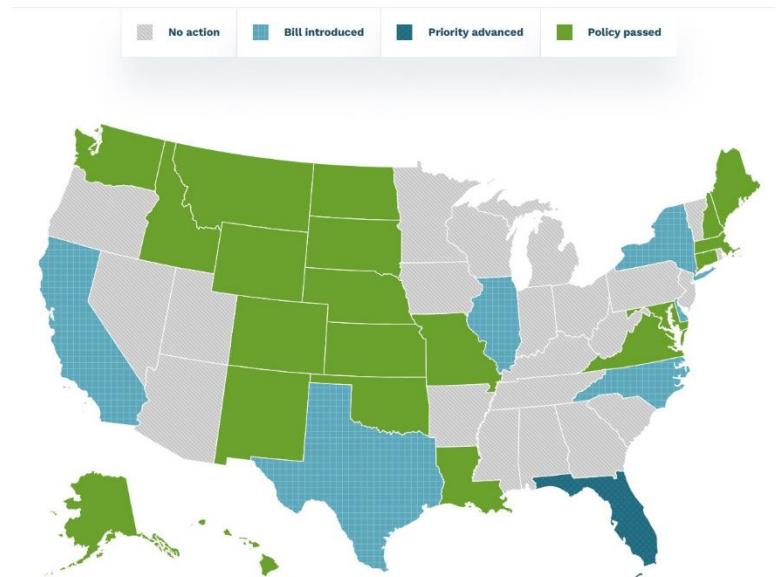 No action
Bill introduced
Priority advanced
Policy passed